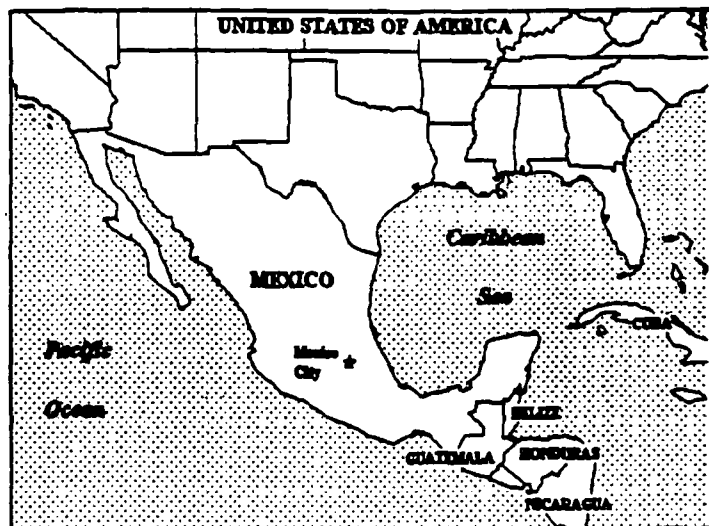 UNITED STATES OF AMERICA
Caribbean
Sea
MEXICO
CUBA
Pacific
Ocean
Mexico
City
BELIZE
GUATEMALA
HONDURAS
NICARAGUA